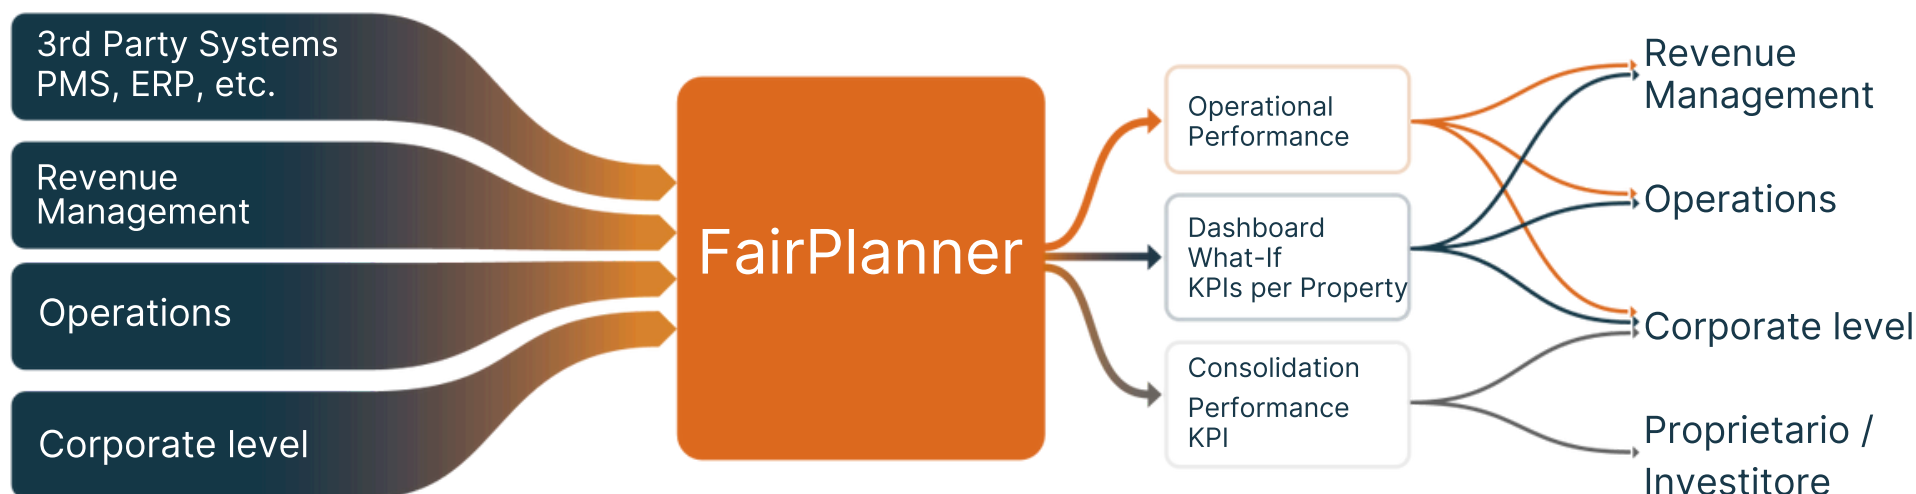 3rd Party Systems
PMS, ERP, etc.
Revenue
Management
Operations
Corporate level
FairPlanner
Operational
Performance
Dashboard
What-If
KPIs per Property
Consolidation
Performance
KPI
Revenue
Management
Operations
Corporate level
Proprietario /
Investitore